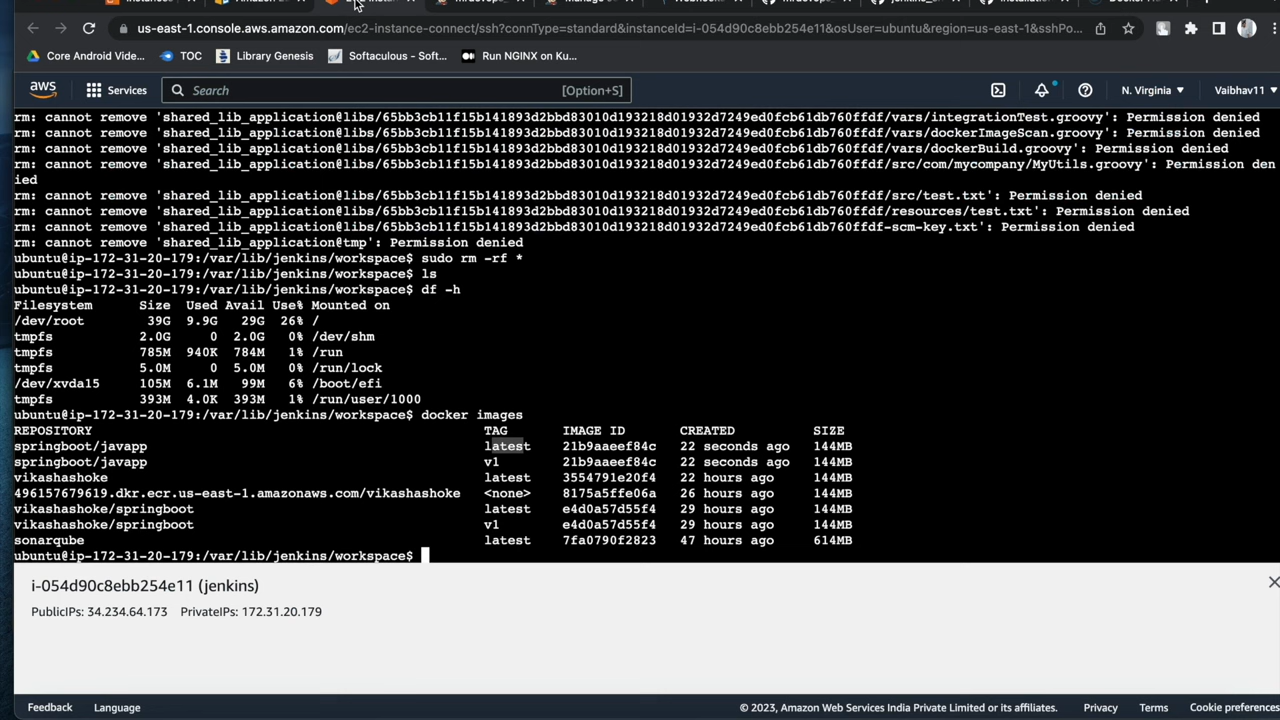 us-east-1.console.aws.amazon.com/ec2-instance-connect/ssh?connType=standard&instanceId=i-054d90c8ebb254e11&osUser=ubuntu&region=us-east-1&sshPo...
Core Android Vide... TOC Library Genesis Softaculous - Soft... Run NGINX on Ku...
aws Services Search [Option+S] N. Virginia Vaibhav11
rm: cannot remove 'shared_lib_application@libs/65bb3cb11f15b141893d2bbd83010d193218d01932d7249ed0fcb61db760ffdf/vars/integrationTest.groovy': Permission denied
rm: cannot remove 'shared_lib_application@libs/65bb3cb11f15b141893d2bbd83010d193218d01932d7249ed0fcb61db760ffdf/vars/dockerImageScan.groovy': Permission denied
rm: cannot remove 'shared_lib_application@libs/65bb3cb11f15b141893d2bbd83010d193218d01932d7249ed0fcb61db760ffdf/vars/dockerBuild.groovy': Permission denied
rm: cannot remove 'shared_lib_application@libs/65bb3cb11f15b141893d2bbd83010d193218d01932d7249ed0fcb61db760ffdf/src/com/mycompany/MyUtils.groovy': Permission den
ied
rm: cannot remove 'shared_lib_application@libs/65bb3cb11f15b141893d2bbd83010d193218d01932d7249ed0fcb61db760ffdf/src/test.txt': Permission denied
rm: cannot remove 'shared_lib_application@libs/65bb3cb11f15b141893d2bbd83010d193218d01932d7249ed0fcb61db760ffdf/resources/test.txt': Permission denied
rm: cannot remove 'shared_lib_application@libs/65bb3cb11f15b141893d2bbd83010d193218d01932d7249ed0fcb61db760ffdf-scm-key.txt': Permission denied
rm: cannot remove 'shared_lib_application@tmp': Permission denied
ubuntu@ip-172-31-20-179:/var/lib/jenkins/workspace$ sudo rm -rf *
ubuntu@ip-172-31-20-179:/var/lib/jenkins/workspace$ ls
ubuntu@ip-172-31-20-179:/var/lib/jenkins/workspace$ df -h
Filesystem Size Used Avail Use% Mounted on
/dev/root 39G 9.9G 29G 26% /
tmpfs 2.0G 0 2.0G 0% /dev/shm
tmpfs 785M 940K 784M 1% /run
tmpfs 5.0M 0 5.0M 0% /run/lock
/dev/xvda15 105M 6.1M 99M 6% /boot/efi
tmpfs 393M 4.0K 393M 1% /run/user/1000
ubuntu@ip-172-31-20-179:/var/lib/jenkins/workspace$ docker images
REPOSITORY TAG IMAGE ID CREATED SIZE
springboot/javapp latest 21b9aaeef84c 22 seconds ago 144MB
springboot/javapp v1 21b9aaeef84c 22 seconds ago 144MB
vikashashoke latest 3554791e20f4 22 hours ago 144MB
496157679619.dkr.ecr.us-east-1.amazonaws.com/vikashashoke <none> 8175a5ffe06a 26 hours ago 144MB
vikashashoke/springboot latest e4d0a57d55f4 29 hours ago 144MB
vikashashoke/springboot v1 e4d0a57d55f4 29 hours ago 144MB
sonarqube latest 7fa0790f2823 47 hours ago 614MB
ubuntu@ip-172-31-20-179:/var/lib/jenkins/workspace$
i-054d90c8ebb254e11 (jenkins)
PublicIPs: 34.234.64.173 PrivateIPs: 172.31.20.179
Feedback Language © 2023, Amazon Web Services India Private Limited or its affiliates. Privacy Terms Cookie preferences